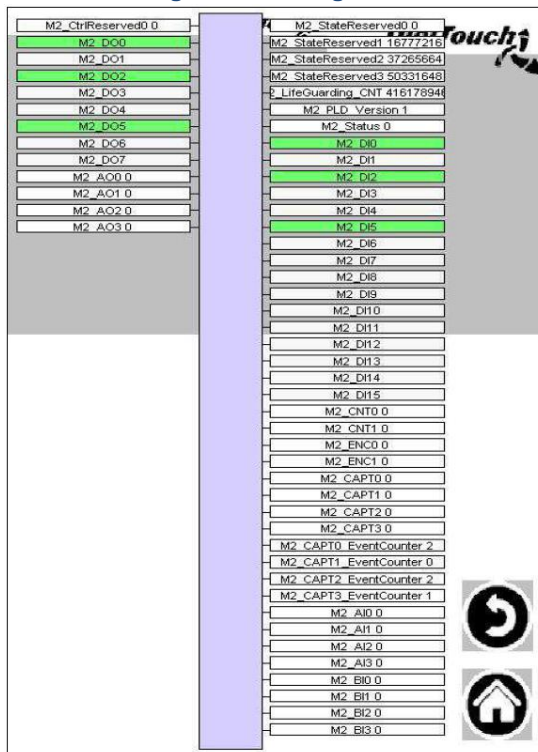 M2_CtrlReserved0 0
M2_DO0
M2_DO1
M2_DO2
M2_DO3
M2_DO4
M2_DO5
M2_DO6
M2_DO7
M2_AO0 0
M2_AO1 0
M2_AO2 0
M2_AO3 0
M2_StateReserved0 0
M2_StateReserved1 16777216
M2_StateReserved2 37265664
M2_StateReserved3 50331648
2_LifeGuarding_CNT 416178946
M2_PLD_Version 1
M2_Status 0
M2_DI0
M2_DI1
M2_DI2
M2_DI3
M2_DI4
M2_DI5
M2_DI6
M2_DI7
M2_DI8
M2_DI9
M2_DI10
M2_DI11
M2_DI12
M2_DI13
M2_DI14
M2_DI15
M2_CNT0 0
M2_CNT1 0
M2_ENC0 0
M2_ENC1 0
M2_CAPT0 0
M2_CAPT1 0
M2_CAPT2 0
M2_CAPT3 0
M2_CAPT0_EventCounter 2
M2_CAPT1_EventCounter 0
M2_CAPT2_EventCounter 2
M2_CAPT3_EventCounter 1
M2_AI0 0
M2_AI1 0
M2_AI2 0
M2_AI3 0
M2_BI0 0
M2_BI1 0
M2_BI2 0
M2_BI3 0
Touch